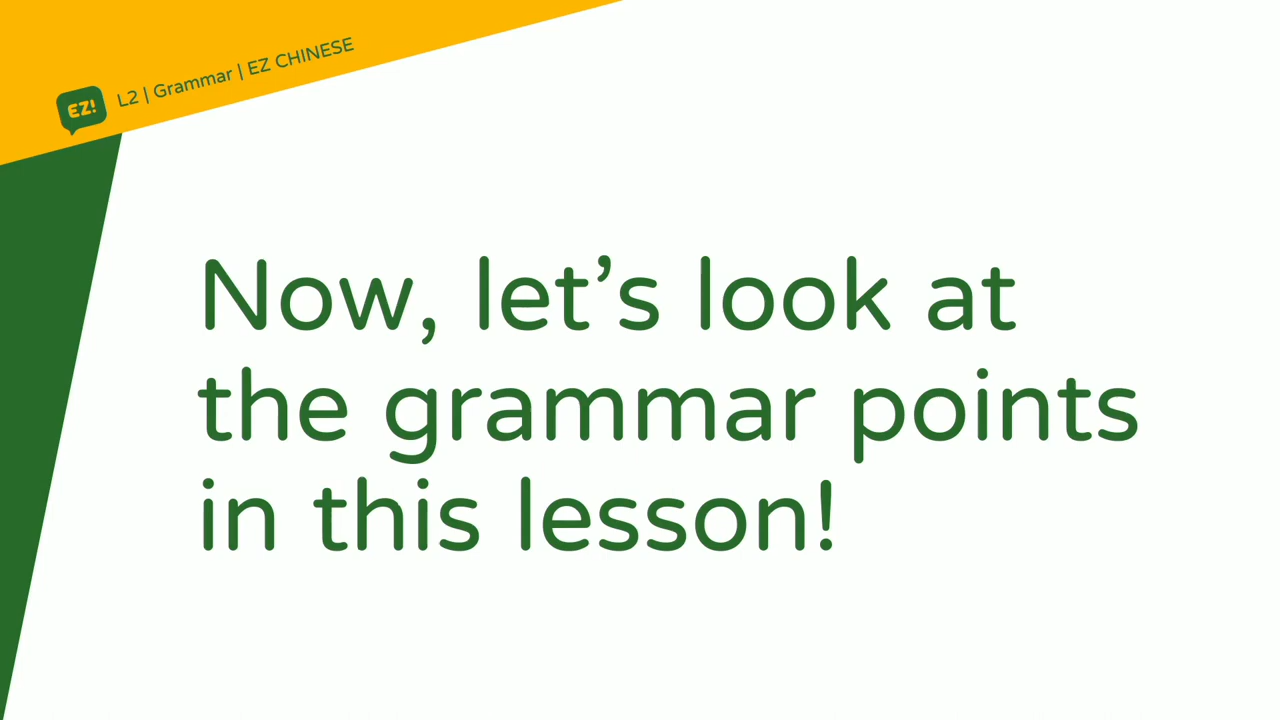 EZ! L2 | Grammar | EZ CHINESE
Now, let’s look at
the grammar points
in this lesson!